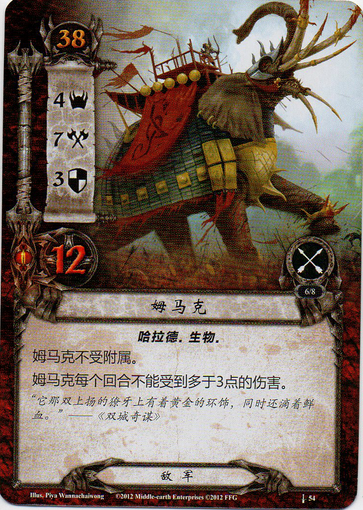 38
4
7
3
12
6/8
姆马克
哈拉德. 生物.
姆马克不受附属。
姆马克每个回合不能受到多于3点的伤害。
“它那双上扬的獠牙上有着黄金的环饰，同时还滴着鲜
血。” ——《双城奇谋》
敌军
Illus. Piya Wannachaiwong ©2012 Middle-earth Enterprises ©2012 FFG 54